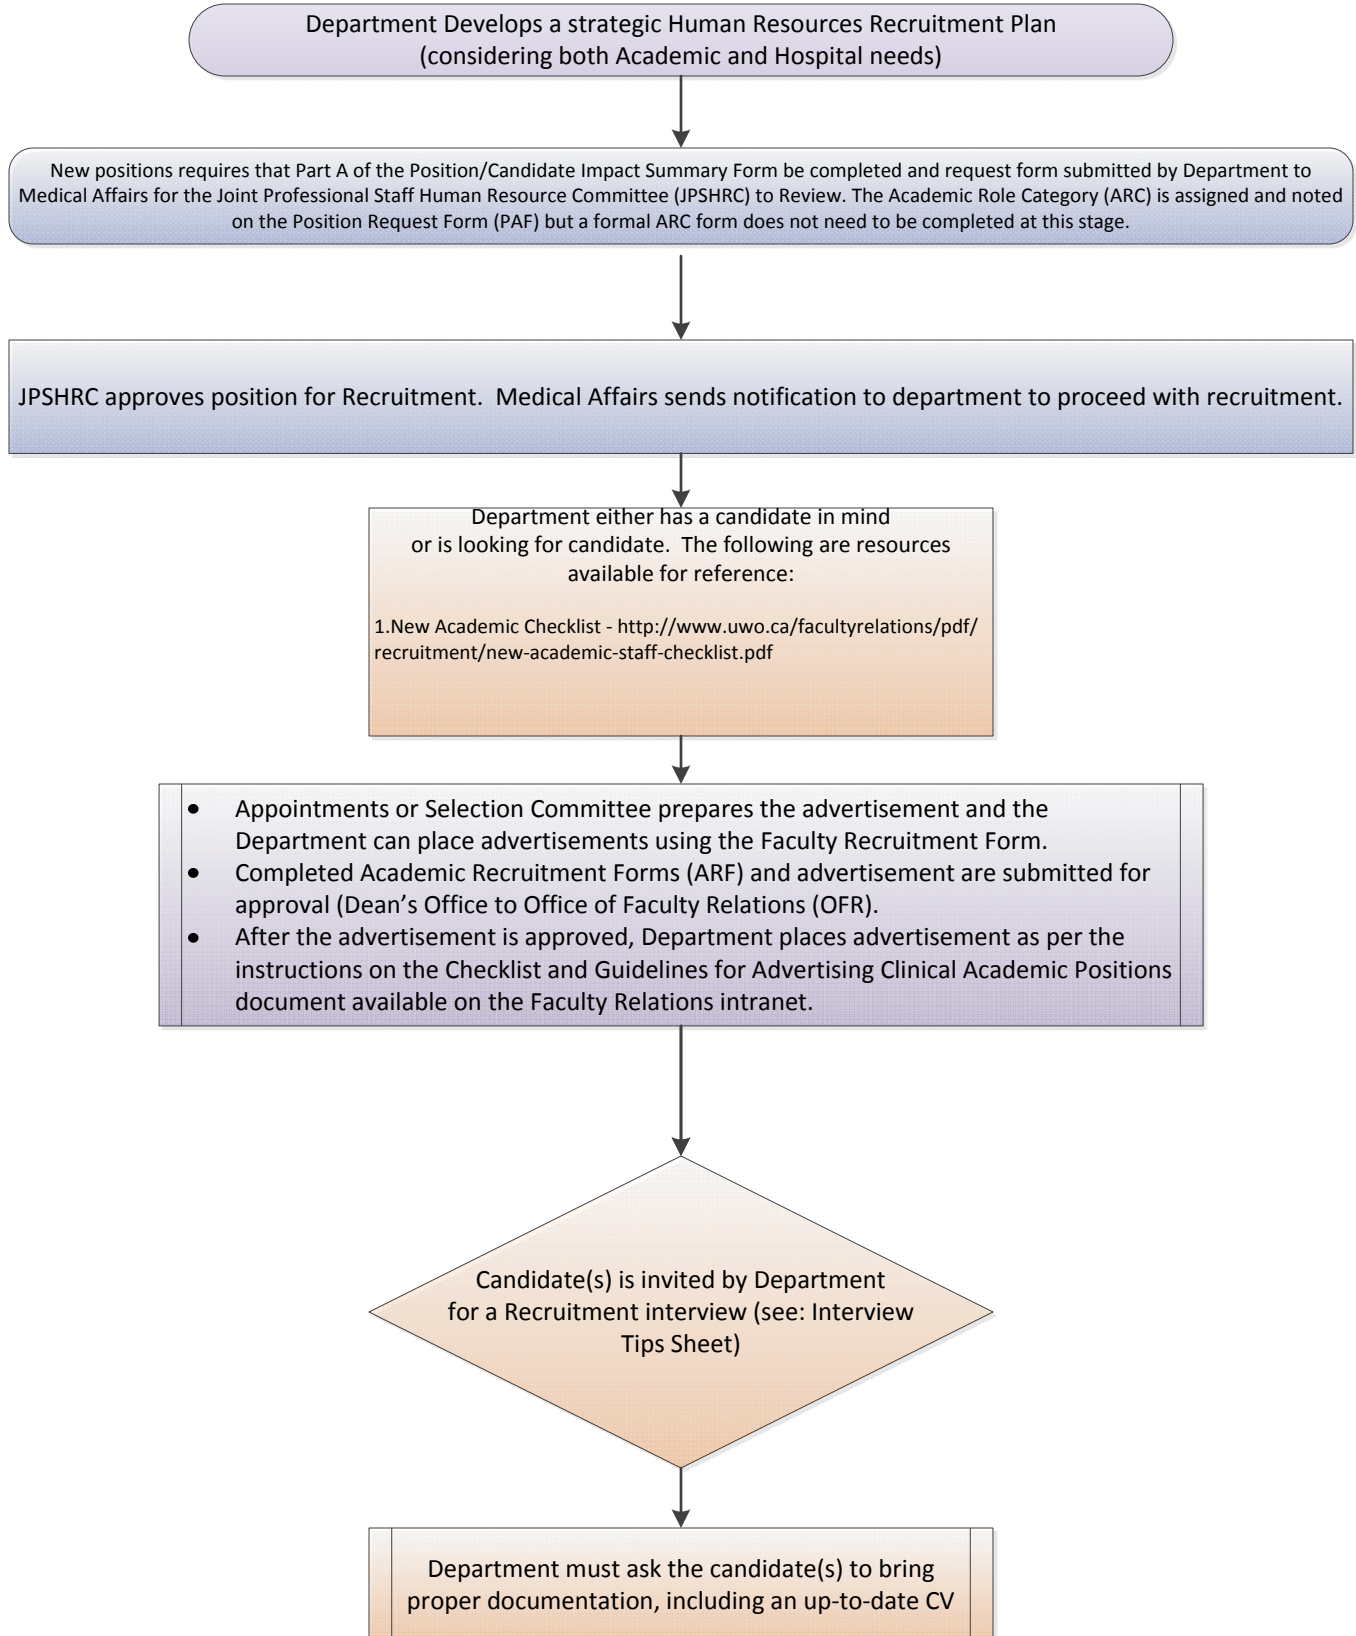 Department Develops a strategic Human Resources Recruitment Plan
(considering both Academic and Hospital needs)
New positions requires that Part A of the Position/Candidate Impact Summary Form be completed and request form submitted by Department to
Medical Affairs for the Joint Professional Staff Human Resource Committee (JPSHRC) to Review. The Academic Role Category (ARC) is assigned and noted
on the Position Request Form (PAF) but a formal ARC form does not need to be completed at this stage.
JPSHRC approves position for Recruitment.  Medical Affairs sends notification to department to proceed with recruitment.
Department either has a candidate in mind
or is looking for candidate.  The following are resources
available for reference:
1.New Academic Checklist - http://www.uwo.ca/facultyrelations/pdf/
recruitment/new-academic-staff-checklist.pdf
• Appointments or Selection Committee prepares the advertisement and the
Department can place advertisements using the Faculty Recruitment Form.
• Completed Academic Recruitment Forms (ARF) and advertisement are submitted for
approval (Dean’s Office to Office of Faculty Relations (OFR).
• After the advertisement is approved, Department places advertisement as per the
instructions on the Checklist and Guidelines for Advertising Clinical Academic Positions
document available on the Faculty Relations intranet.
Candidate(s) is invited by Department
for a Recruitment interview (see: Interview
Tips Sheet)
Department must ask the candidate(s) to bring
proper documentation, including an up-to-date CV